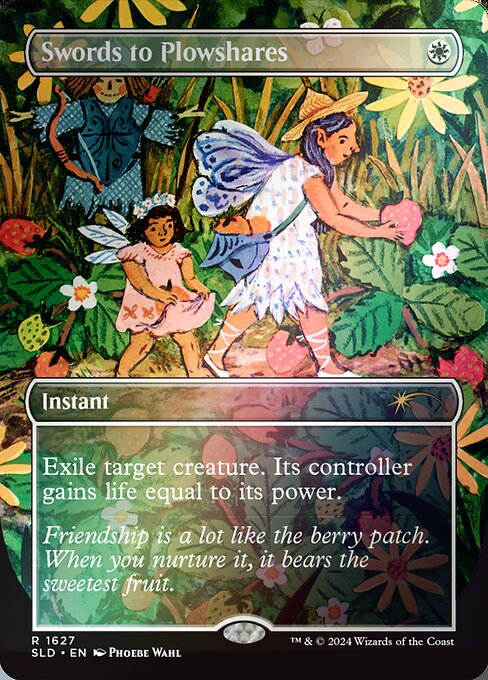 Swords to Plowshares
Instant
Exile target creature. Its controller
gains life equal to its power.
Friendship is a lot like the berry patch.
When you nurture it, it bears the
sweetest fruit.
R 1627
SLD • EN Phoebe Wahl
™ & © 2024 Wizards of the Coast